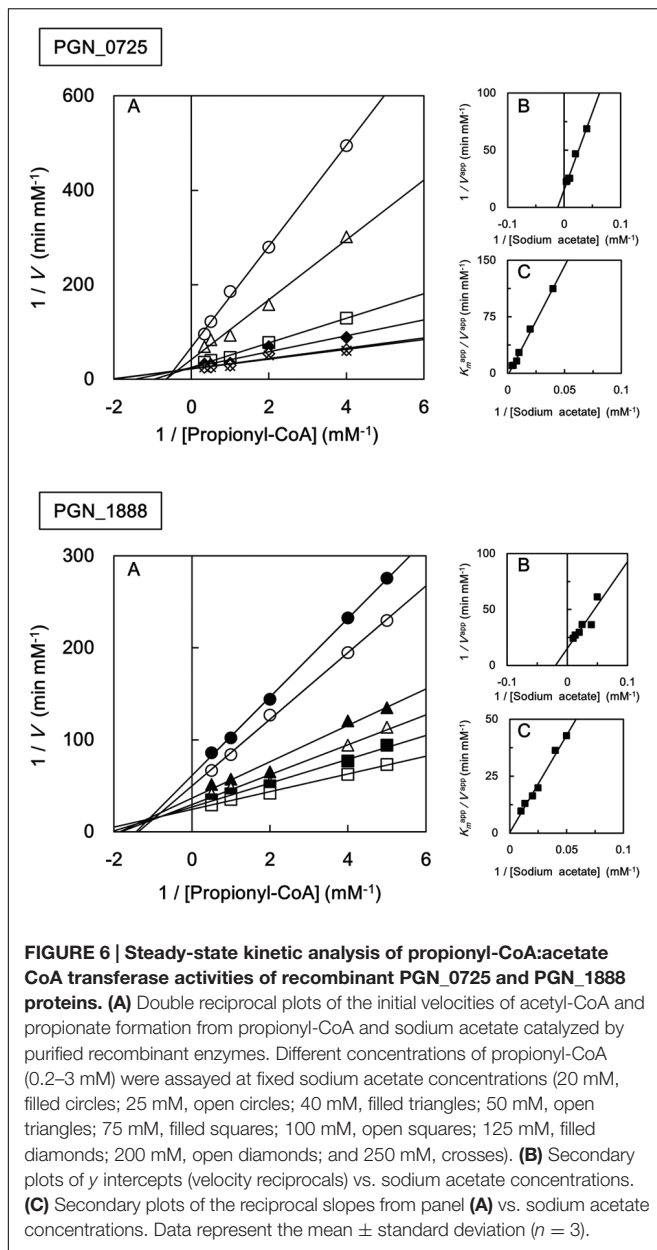 PGN_0725
A
600
400
200
0
-2
0
2
4
6
1 / V (min mM⁻¹)
1 / [Propionyl-CoA] (mM⁻¹)
B
100
75
50
25
0
-0.1
0
0.1
1 / Vᵃᵖᵖ (min mM⁻¹)
1 / [Sodium acetate] (mM⁻¹)
C
150
75
0
0
0.05
0.1
Kₘᵃᵖᵖ / Vᵃᵖᵖ (min mM⁻¹)
1 / [Sodium acetate] (mM⁻¹)
PGN_1888
A
300
200
100
0
-2
0
2
4
6
1 / V (min mM⁻¹)
1 / [Propionyl-CoA] (mM⁻¹)
B
100
75
50
25
0
-0.1
0
0.1
1 / Vᵃᵖᵖ (min mM⁻¹)
1 / [Sodium acetate] (mM⁻¹)
C
50
25
0
0
0.05
0.1
Kₘᵃᵖᵖ / Vᵃᵖᵖ (min mM⁻¹)
1 / [Sodium acetate] (mM⁻¹)
FIGURE 6 | Steady-state kinetic analysis of propionyl-CoA:acetate
CoA transferase activities of recombinant PGN_0725 and PGN_1888
proteins. (A) Double reciprocal plots of the initial velocities of acetyl-CoA and
propionate formation from propionyl-CoA and sodium acetate catalyzed by
purified recombinant enzymes. Different concentrations of propionyl-CoA
(0.2–3 mM) were assayed at fixed sodium acetate concentrations (20 mM,
filled circles; 25 mM, open circles; 40 mM, filled triangles; 50 mM, open
triangles; 75 mM, filled squares; 100 mM, open squares; 125 mM, filled
diamonds; 200 mM, open diamonds; and 250 mM, crosses). (B) Secondary
plots of y intercepts (velocity reciprocals) vs. sodium acetate concentrations.
(C) Secondary plots of the reciprocal slopes from panel (A) vs. sodium acetate
concentrations. Data represent the mean ± standard deviation (n = 3).